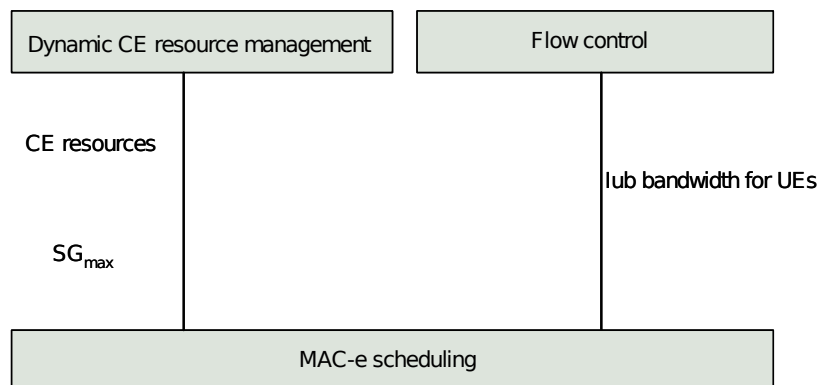 Dynamic CE resource management
Flow control
CE resources
Iub bandwidth for UEs
SGmax
MAC-e scheduling